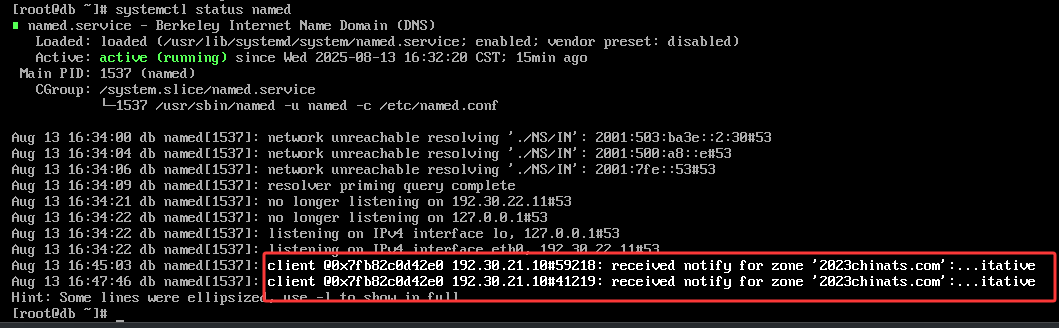 [root@db ~]# systemctl status named
named.service - Berkeley Internet Name Domain (DNS)
Loaded: loaded (/usr/lib/systemd/system/named.service; enabled; vendor preset: disabled)
Active: active (running) since Wed 2025-08-13 16:32:20 CST; 15min ago
Main PID: 1537 (named)
CGroup: /system.slice/named.service
└─1537 /usr/sbin/named -u named -c /etc/named.conf
Aug 13 16:34:00 db named[1537]: network unreachable resolving './NS/IN': 2001:503:ba3e::2:30#53
Aug 13 16:34:04 db named[1537]: network unreachable resolving './NS/IN': 2001:500:a8::e#53
Aug 13 16:34:06 db named[1537]: network unreachable resolving './NS/IN': 2001:7fe::53#53
Aug 13 16:34:09 db named[1537]: resolver priming query complete
Aug 13 16:34:21 db named[1537]: no longer listening on 192.30.22.11#53
Aug 13 16:34:22 db named[1537]: no longer listening on 127.0.0.1#53
Aug 13 16:34:22 db named[1537]: listening on IPv4 interface lo, 127.0.0.1#53
Aug 13 16:34:22 db named[1537]: listening on IPv4 interface eth0, 192.30.22.11#53
Aug 13 16:45:03 db named[1537]: client @0x7fb82c0d42e0 192.30.21.10#59218: received notify for zone '2023chinats.com':...itative
Aug 13 16:47:46 db named[1537]: client @0x7fb82c0d42e0 192.30.21.10#41219: received notify for zone '2023chinats.com':...itative
Hint: Some lines were ellipsized, use -l to show in full.
[root@db ~]# _